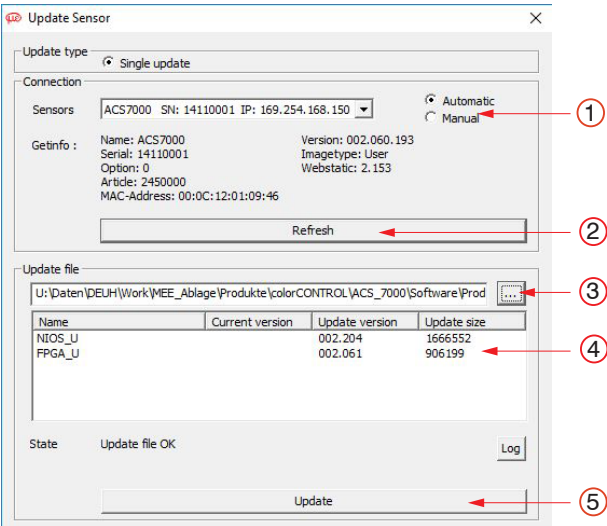 Update Sensor
Update type
Single update
Connection
Sensors ACS7000 SN: 14110001 IP: 169.254.168.150
Automatic
Manual
1
Getinfo :
Name: ACS7000 Version: 002.060.193
Serial: 14110001 Imagetype: User
Option: 0 Webstatic: 2.153
Article: 2450000
MAC-Address: 00:0C:12:01:09:46
Refresh 2
Update file
U:\Daten\DEUH\Work\MEE_Ablage\Produkte\colorCONTROL\ACS_7000\Software\Prod ... 3
Name Current version Update version Update size
NIOS_U 002.204 1666552
FPGA_U 002.061 906199
4
State Update file OK Log
Update 5